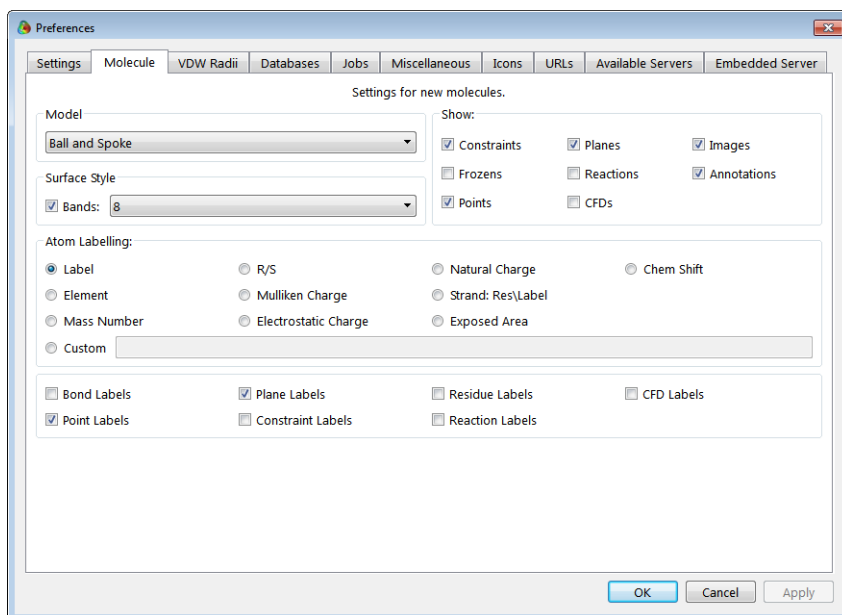 Preferences
Settings Molecule VDW Radii Databases Jobs Miscellaneous Icons URLs Available Servers Embedded Server
Settings for new molecules.
Model
Ball and Spoke
Surface Style
Bands: 8
Show:
Constraints Planes Images
Frozens Reactions Annotations
Points CFDs
Atom Labelling:
Label R/S Natural Charge Chem Shift
Element Mulliken Charge Strand: Res\Label
Mass Number Electrostatic Charge Exposed Area
Custom
Bond Labels Plane Labels Residue Labels CFD Labels
Point Labels Constraint Labels Reaction Labels
OK Cancel Apply